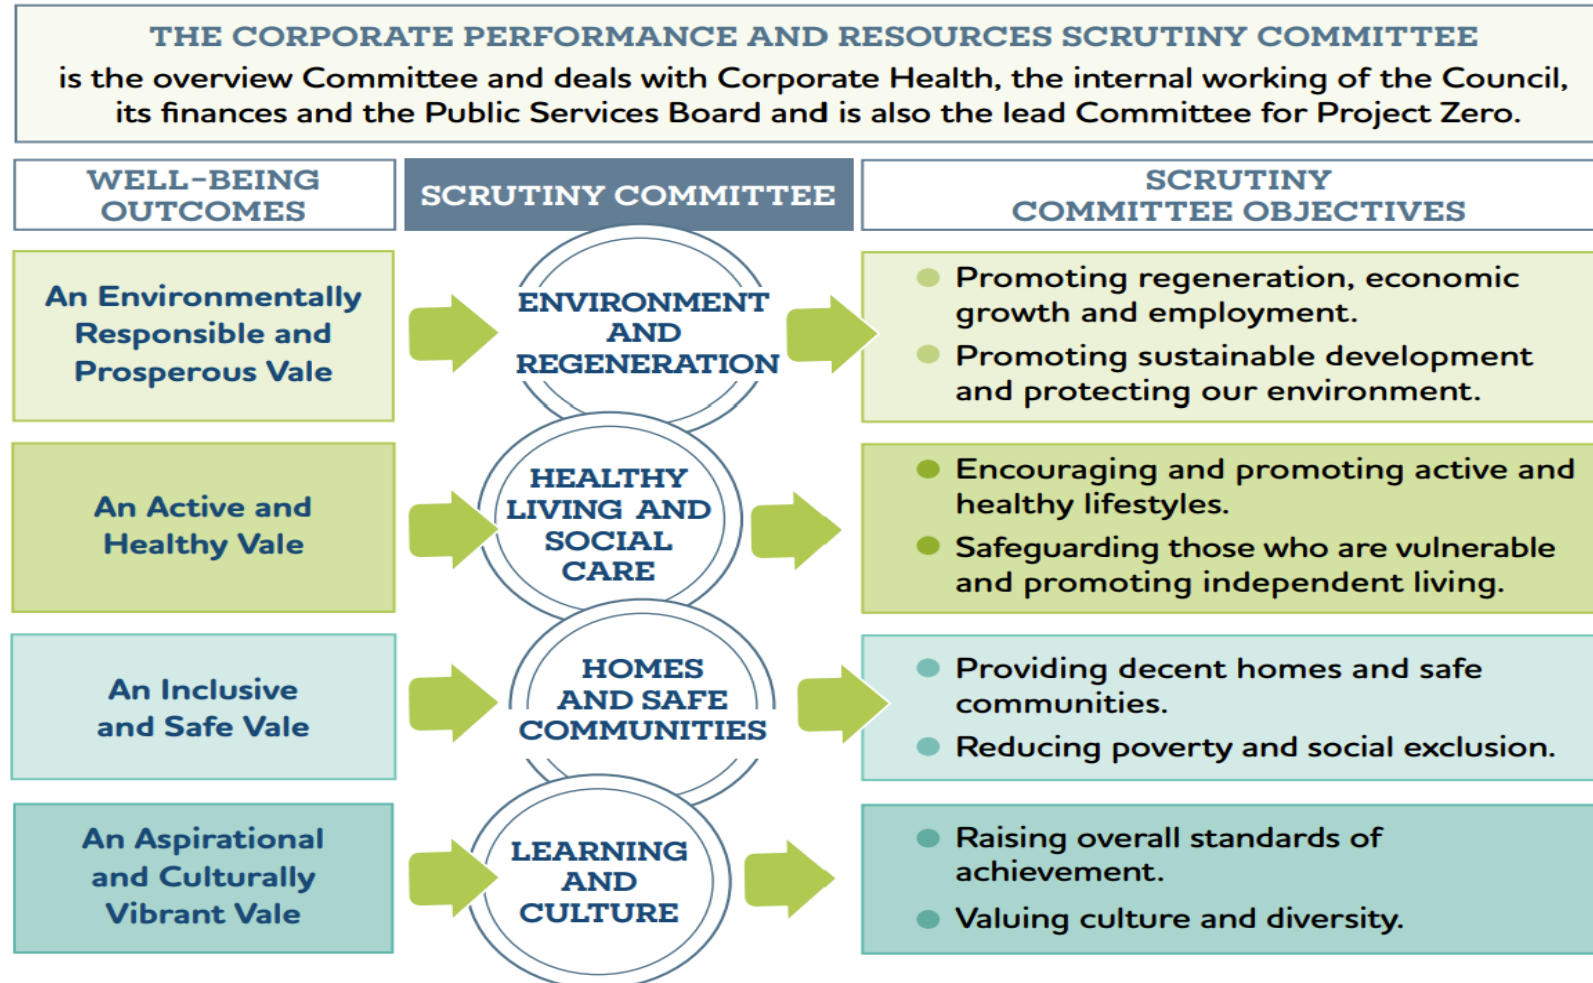 THE CORPORATE PERFORMANCE AND RESOURCES SCRUTINY COMMITTEE
is the overview Committee and deals with Corporate Health, the internal working of the Council,
its finances and the Public Services Board and is also the lead Committee for Project Zero.
WELL-BEING
OUTCOMES
SCRUTINY COMMITTEE
SCRUTINY
COMMITTEE OBJECTIVES
An Environmentally
Responsible and
Prosperous Vale
ENVIRONMENT
AND
REGENERATION
Promoting regeneration, economic
growth and employment.
Promoting sustainable development
and protecting our environment.
An Active and
Healthy Vale
HEALTHY
LIVING AND
SOCIAL
CARE
Encouraging and promoting active and
healthy lifestyles.
Safeguarding those who are vulnerable
and promoting independent living.
An Inclusive
and Safe Vale
HOMES
AND SAFE
COMMUNITIES
Providing decent homes and safe
communities.
Reducing poverty and social exclusion.
An Aspirational
and Culturally
Vibrant Vale
LEARNING
AND
CULTURE
Raising overall standards of
achievement.
Valuing culture and diversity.